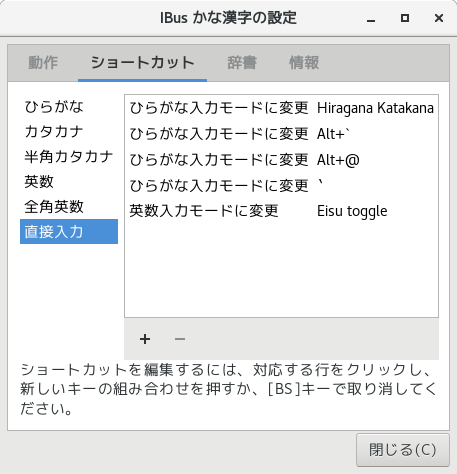 IBus かな漢字の設定
動作 ショートカット 辞書 情報
ひらがな
カタカナ
半角カタカナ
英数
全角英数
直接入力
ひらがな入力モードに変更 Hiragana Katakana
ひらがな入力モードに変更 Alt+`
ひらがな入力モードに変更 Alt+@
ひらがな入力モードに変更 `
英数入力モードに変更 Eisu toggle
ショートカットを編集するには、対応する行をクリックし、
新しいキーの組み合わせを押すか、[BS]キーで取り消してく
ださい。
閉じる(C)